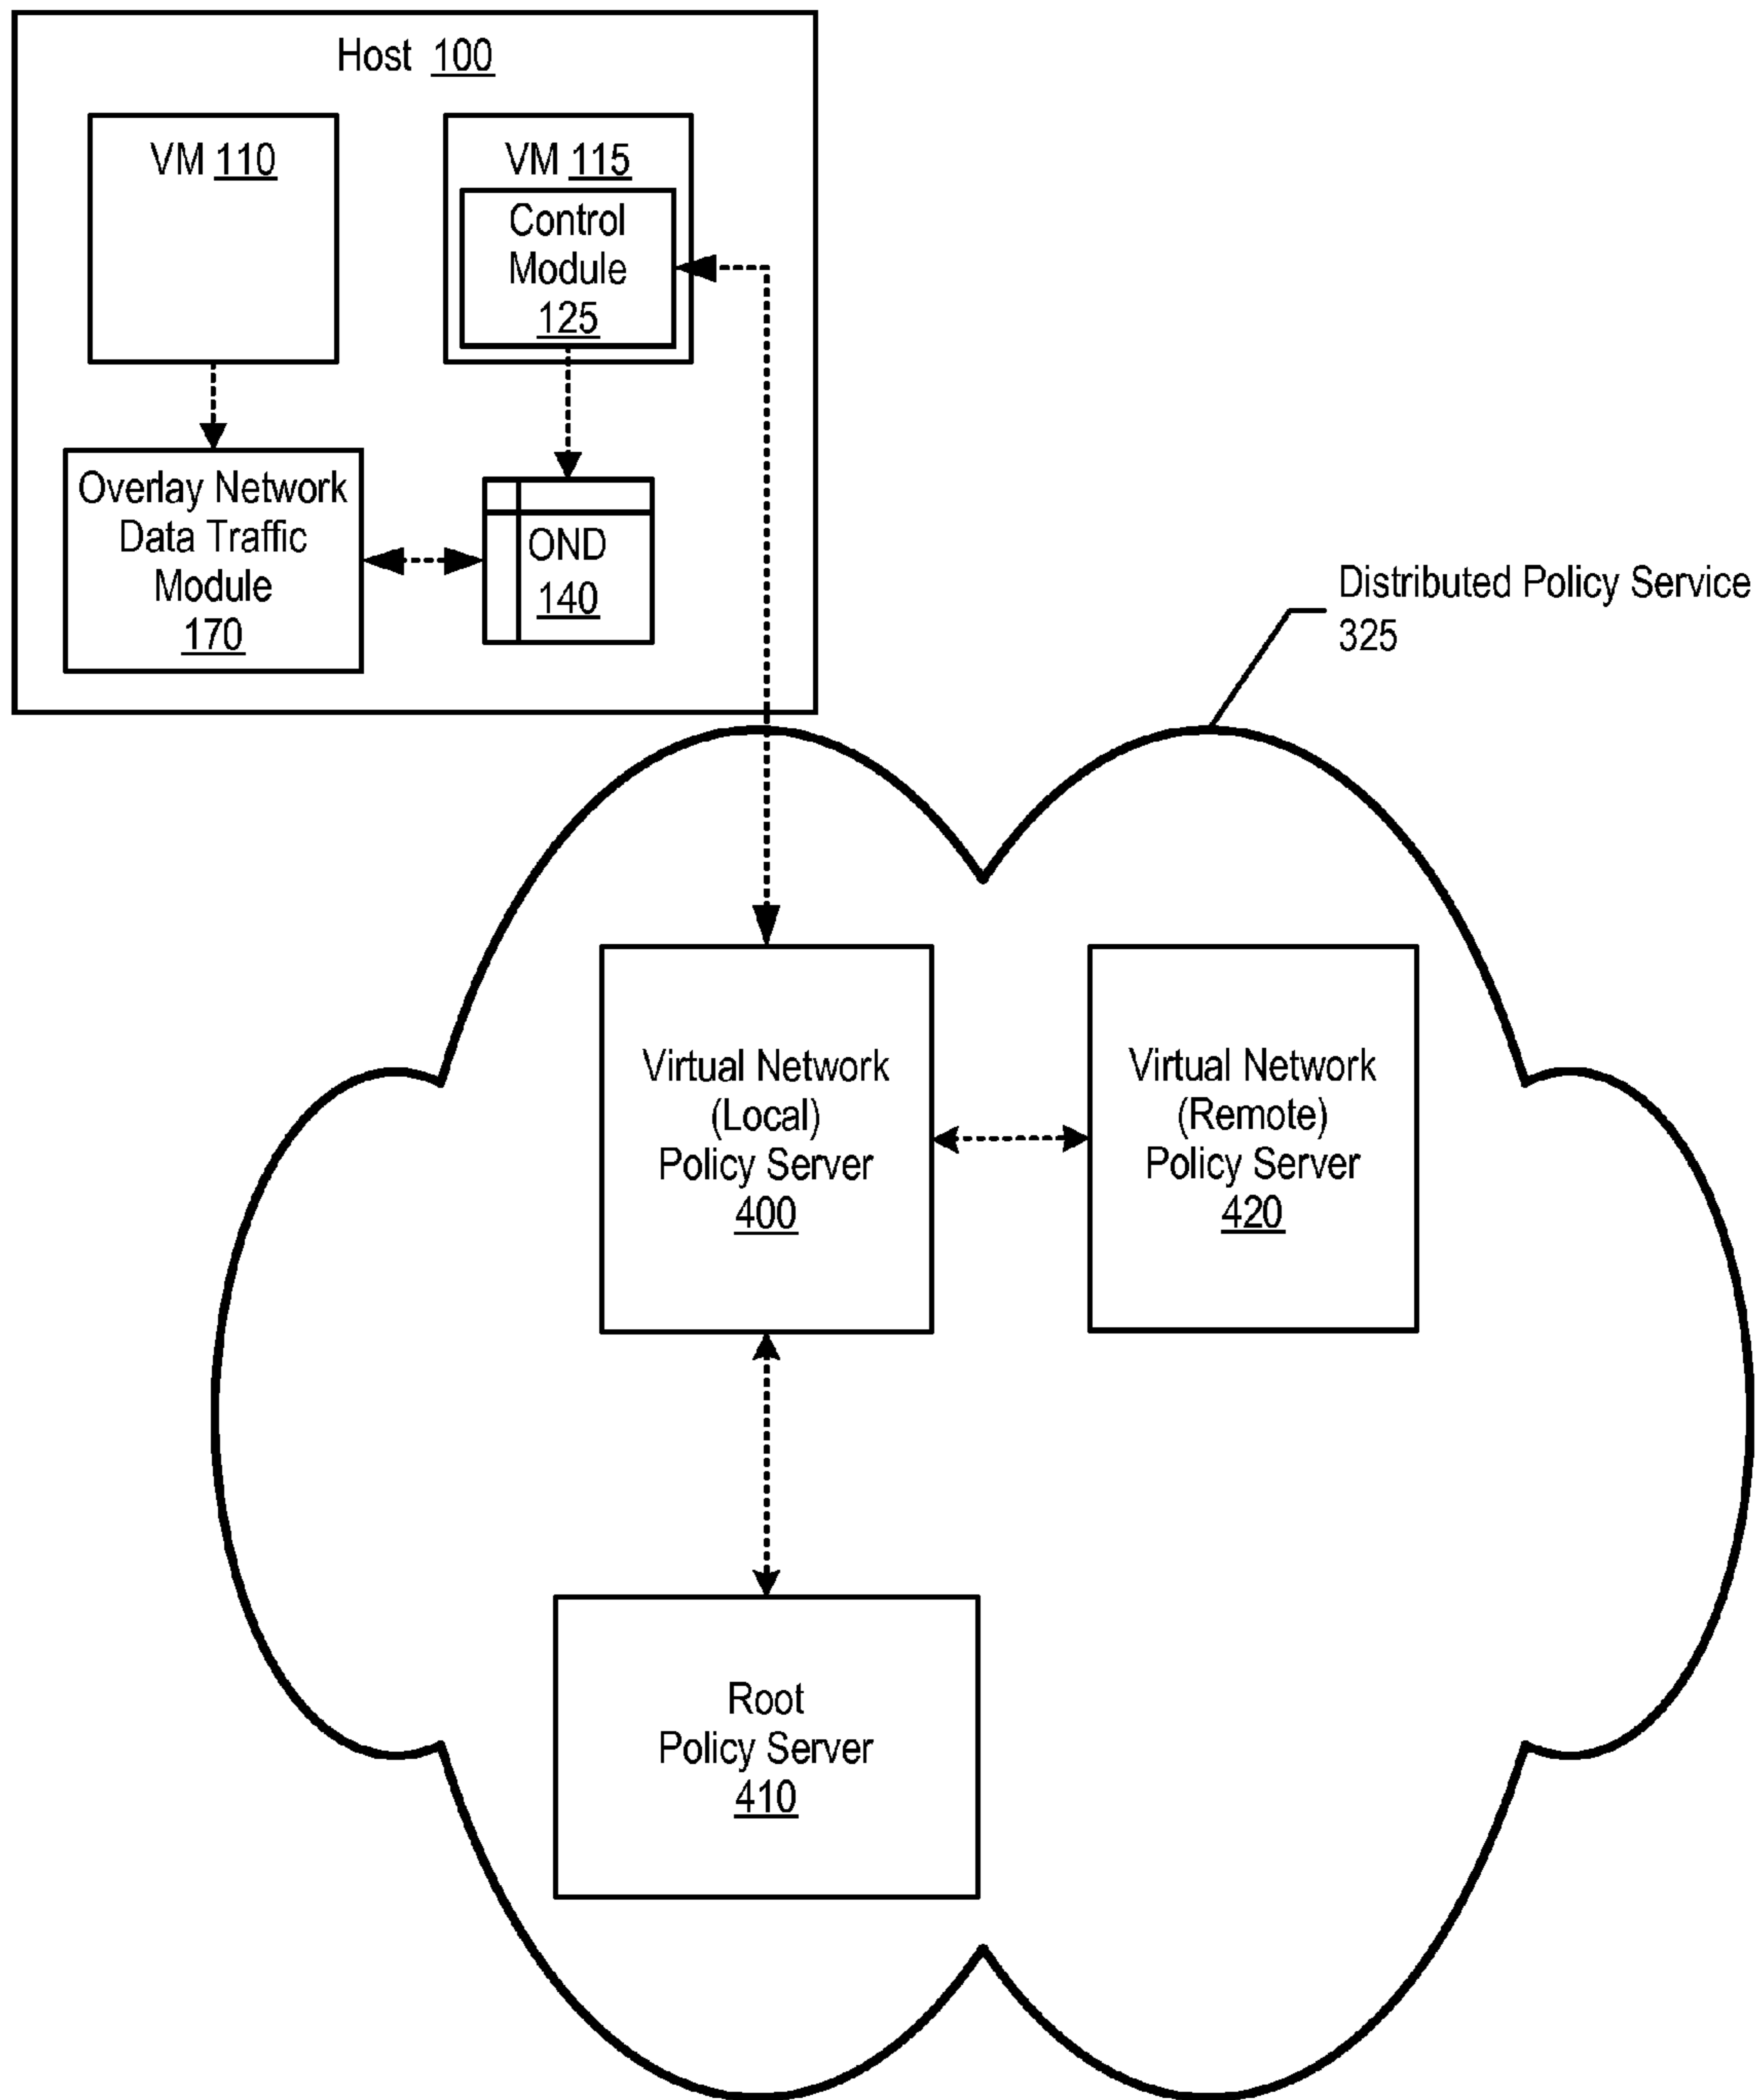 Host 100
VM 110
VM 115
Control
Module
125
Overlay Network
Data Traffic
Module
170
OND
140
Distributed Policy Service
325
Virtual Network
(Local)
Policy Server
400
Virtual Network
(Remote)
Policy Server
420
Root
Policy Server
410